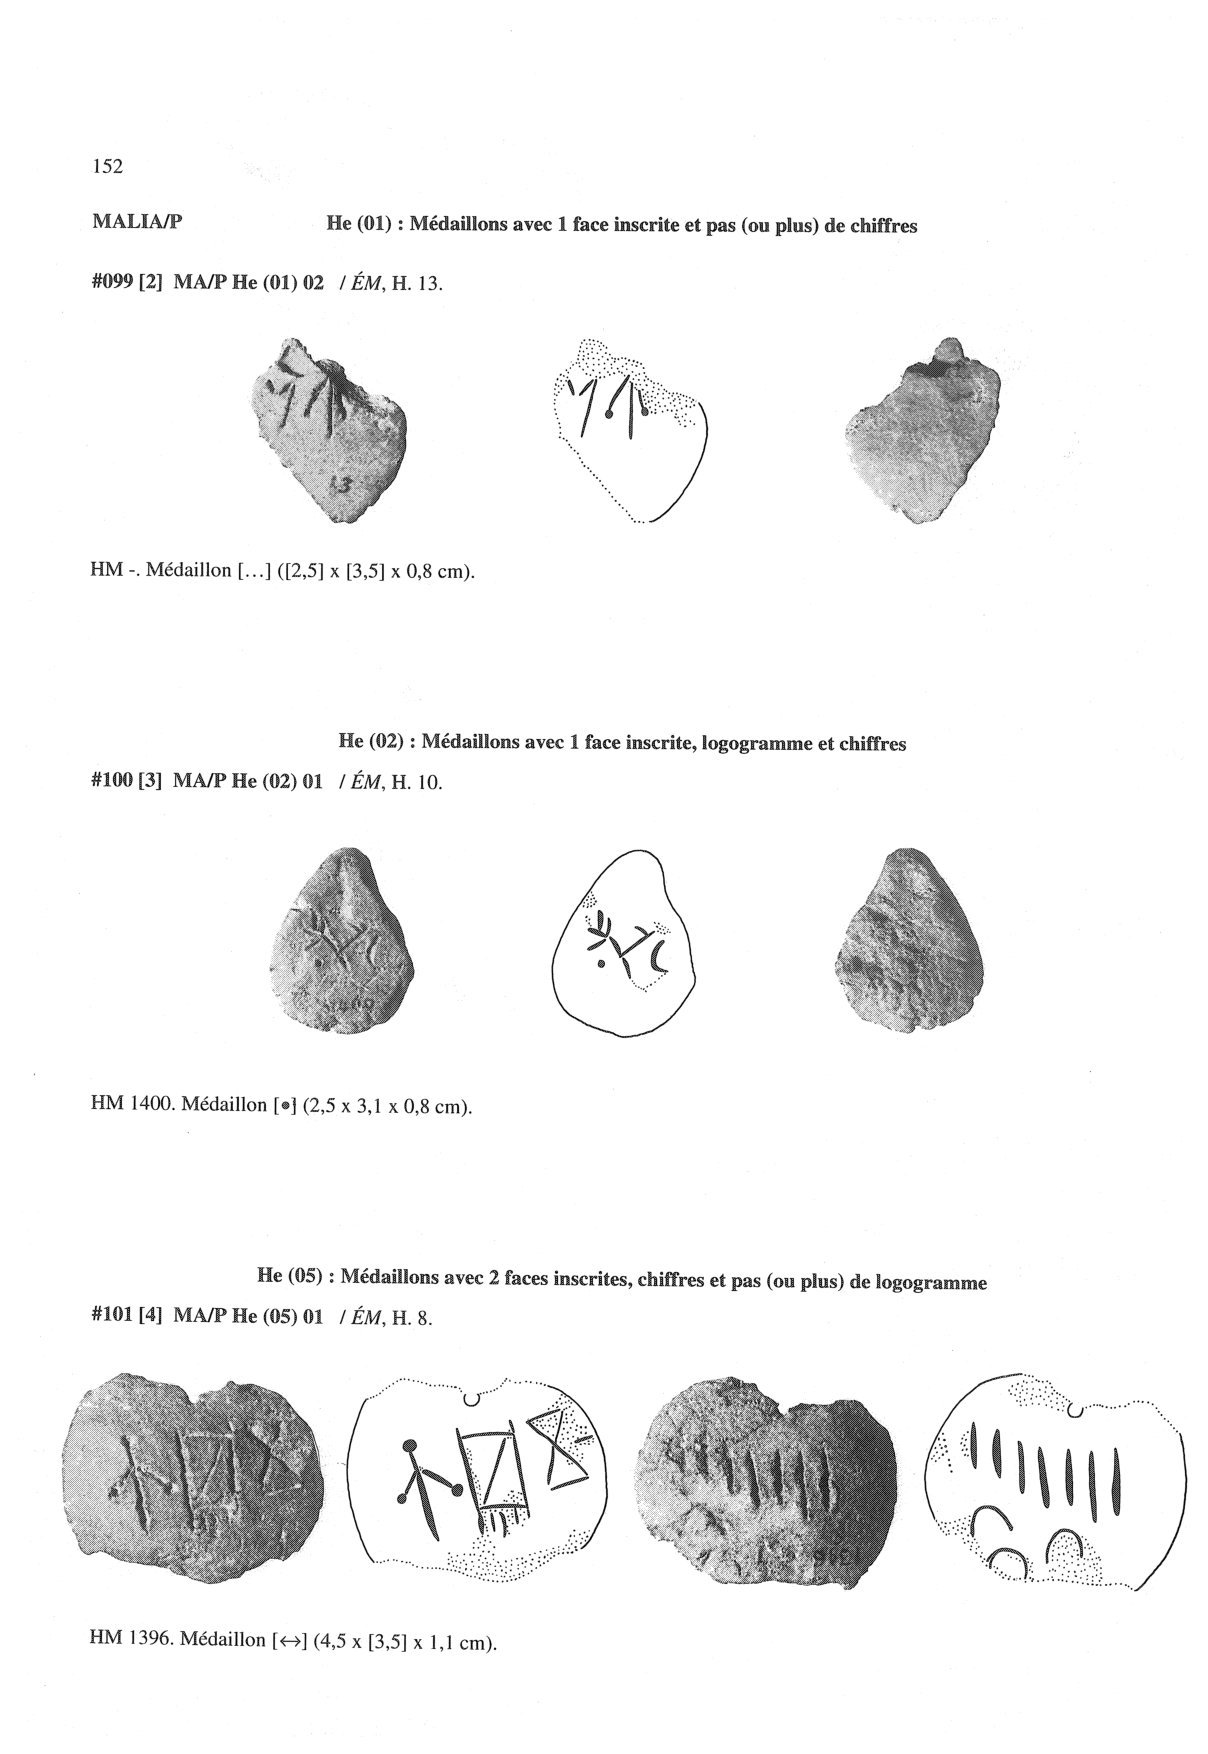 152
MALIA/P He (01) : Médaillons avec 1 face inscrite et pas (ou plus) de chiffres
#099 [2] MA/P He (01) 02 / ÉM, H. 13.
13
HM -. Médaillon [...] ([2,5] x [3,5] x 0,8 cm).
He (02) : Médaillons avec 1 face inscrite, logogramme et chiffres
#100 [3] MA/P He (02) 01 / ÉM, H. 10.
1400
HM 1400. Médaillon [•] (2,5 x 3,1 x 0,8 cm).
He (05) : Médaillons avec 2 faces inscrites, chiffres et pas (ou plus) de logogramme
#101 [4] MA/P He (05) 01 / ÉM, H. 8.
HM 1396. Médaillon [↔] (4,5 x [3,5] x 1,1 cm).